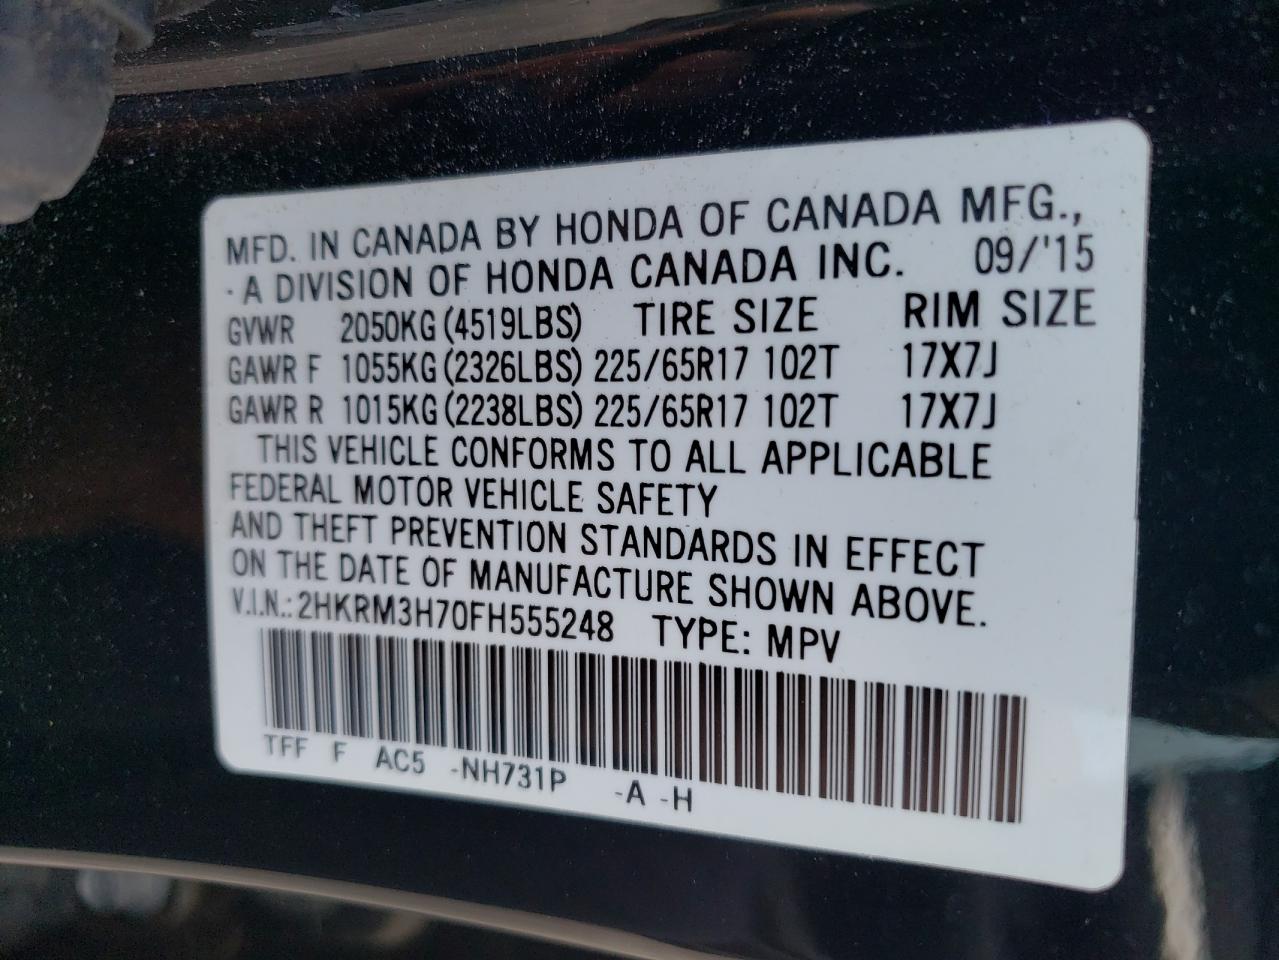 MFD. IN CANADA BY HONDA OF CANADA MFG.,
- A DIVISION OF HONDA CANADA INC. 09/'15
GVWR 2050KG (4519LBS) TIRE SIZE RIM SIZE
GAWR F 1055KG (2326LBS) 225/65R17 102T 17X7J
GAWR R 1015KG (2238LBS) 225/65R17 102T 17X7J
THIS VEHICLE CONFORMS TO ALL APPLICABLE
FEDERAL MOTOR VEHICLE SAFETY
AND THEFT PREVENTION STANDARDS IN EFFECT
ON THE DATE OF MANUFACTURE SHOWN ABOVE.
V.I.N.: 2HKRM3H70FH555248 TYPE: MPV
TFF F AC5 -NH731P -A -H